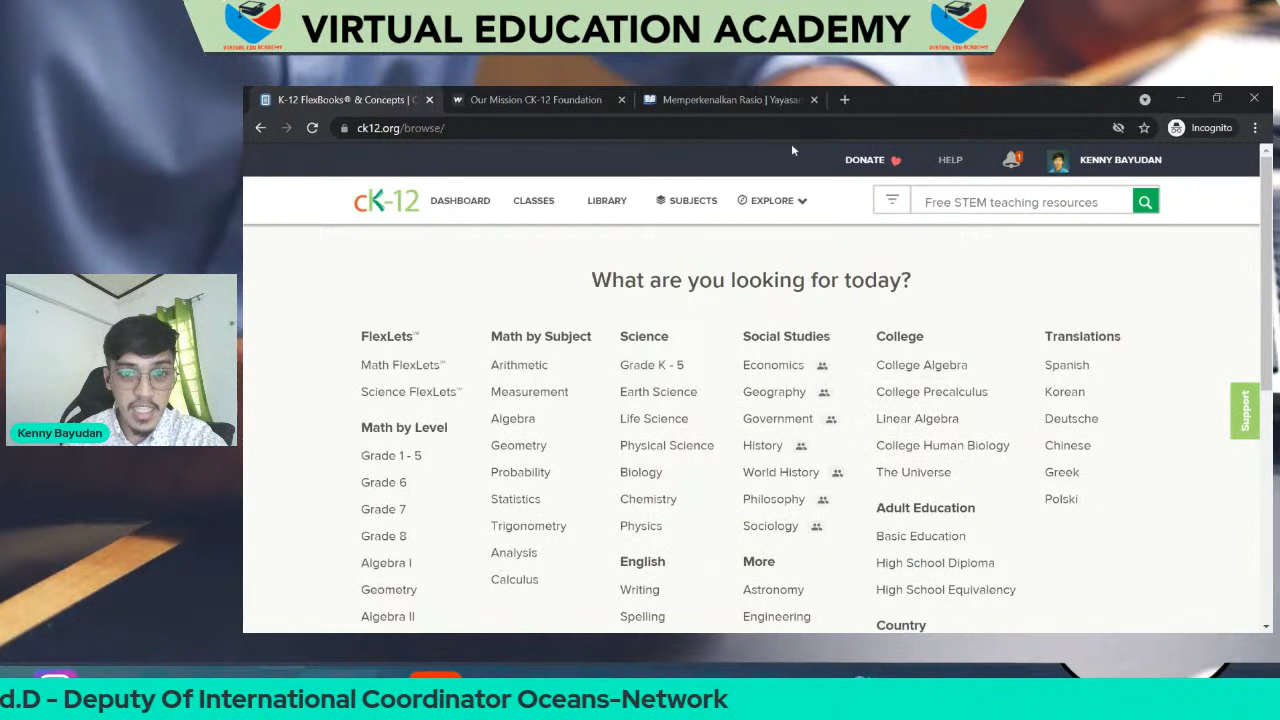 VIRTUAL EDUCATION ACADEMY
VIRTUAL EDU ACADEMY
VIRTUAL EDU ACADEMY
K-12 FlexBooks® & Concepts | C
Our Mission CK-12 Foundation
Memperkenalkan Rasio | Yayasan
ck12.org/browse/
Incognito
DONATE
HELP
1
KENNY BAYUDAN
cK-12
DASHBOARD
CLASSES
LIBRARY
SUBJECTS
EXPLORE
Free STEM teaching resources
What are you looking for today?
FlexLets™
Math FlexLets™
Science FlexLets™
Math by Level
Grade 1 - 5
Grade 6
Grade 7
Grade 8
Algebra I
Geometry
Algebra II
Math by Subject
Arithmetic
Measurement
Algebra
Geometry
Probability
Statistics
Trigonometry
Analysis
Calculus
Science
Grade K - 5
Earth Science
Life Science
Physical Science
Biology
Chemistry
Physics
English
Writing
Spelling
Social Studies
Economics
Geography
Government
History
World History
Philosophy
Sociology
More
Astronomy
Engineering
College
College Algebra
College Precalculus
Linear Algebra
College Human Biology
The Universe
Adult Education
Basic Education
High School Diploma
High School Equivalency
Country
Translations
Spanish
Korean
Deutsche
Chinese
Greek
Polski
Support
Kenny Bayudan
d.D - Deputy Of International Coordinator Oceans-Network